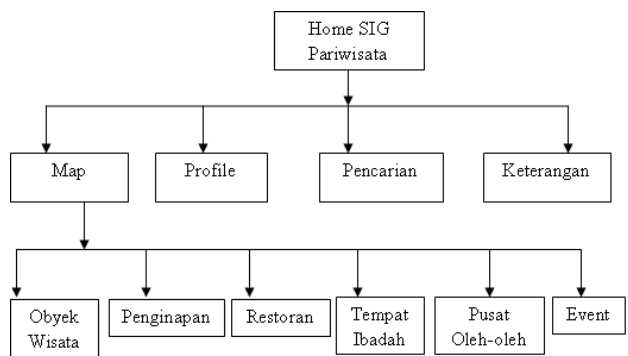 Home SIG
Pariwisata
Map
Profile
Pencarian
Keterangan
Obyek
Wisata
Penginapan
Restoran
Tempat
Ibadah
Pusat
Oleh-oleh
Event